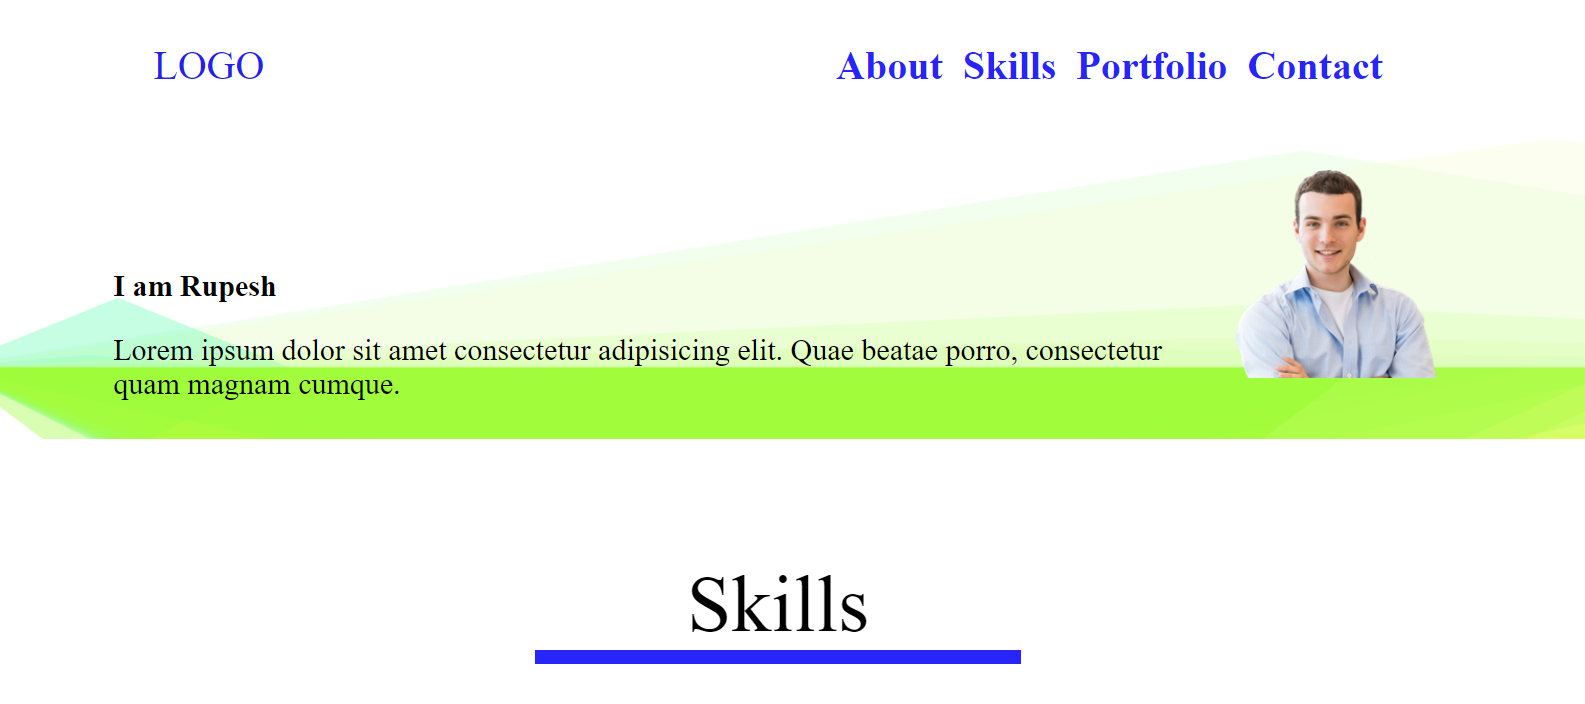 LOGO
About Skills Portfolio Contact
I am Rupesh
Lorem ipsum dolor sit amet consectetur adipisicing elit. Quae beatae porro, consectetur
quam magnam cumque.
Skills